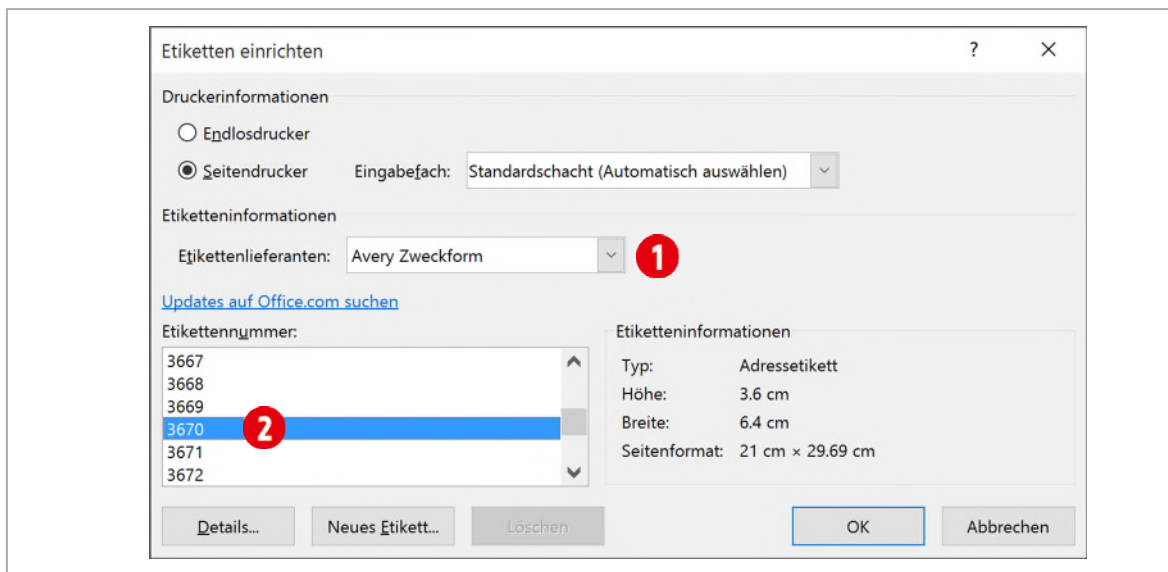 Etiketten einrichten ? ×
Druckerinformationen
Endlosdrucker
Seitendrucker Eingabefach: Standardschacht (Automatisch auswählen)
Etiketteninformationen
Etikettenlieferanten: Avery Zweckform 1
Updates auf Office.com suchen
Etikettennummer:
3667
3668
3669
3670 2
3671
3672
Etiketteninformationen
Typ: Adressetikett
Höhe: 3.6 cm
Breite: 6.4 cm
Seitenformat: 21 cm × 29.69 cm
Details... Neues Etikett... Löschen OK Abbrechen